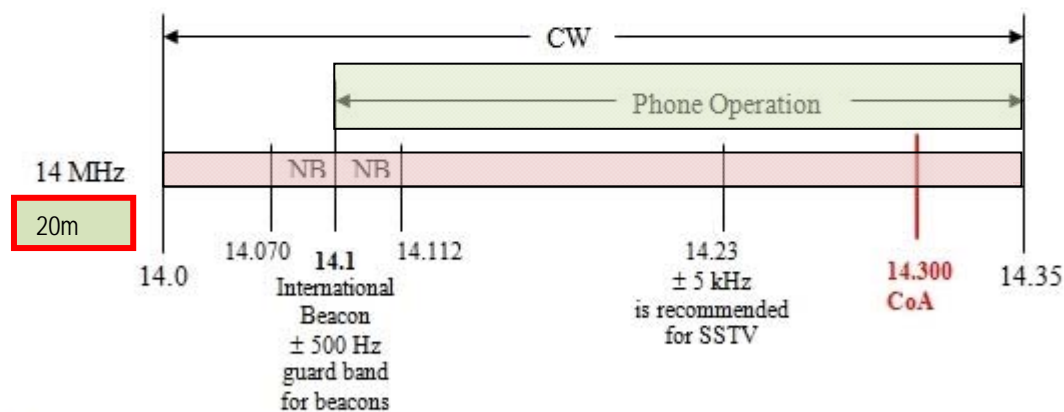 CW
Phone Operation
14 MHz
NB
NB
20m
14.0
14.070
14.1
International
Beacon
± 500 Hz
guard band
for beacons
14.112
14.23
± 5 kHz
is recommended
for SSTV
14.300
CoA
14.35